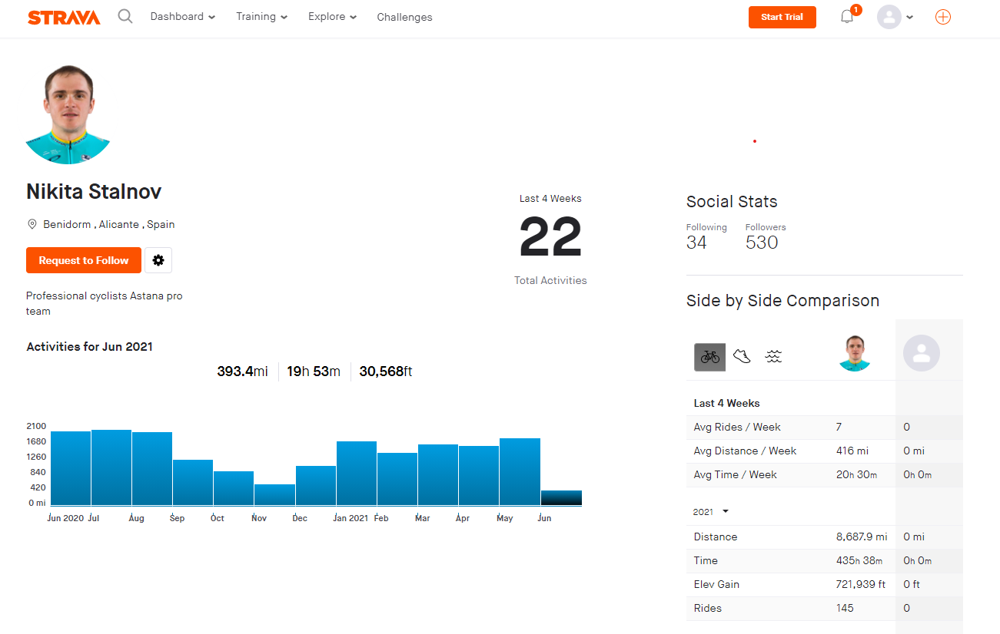 STRAVA Dashboard Training Explore Challenges Start Trial 1
Nikita Stalnov
Benidorm , Alicante , Spain
Request to Follow
Professional cyclists Astana pro
team
Activities for Jun 2021
393.4mi 19h 53m 30,568ft
2100
1680
1260
840
420
0 mi
Jun 2020 Jul Aug Sep Oct Nov Dec Jan 2021 Feb Mar Apr May Jun
Last 4 Weeks
22
Total Activities
Social Stats
Following Followers
34 530
Side by Side Comparison
Last 4 Weeks
Avg Rides / Week 7 0
Avg Distance / Week 416 mi 0 mi
Avg Time / Week 20h 30m 0h 0m
2021
Distance 8,687.9 mi 0 mi
Time 435h 38m 0h 0m
Elev Gain 721,939 ft 0 ft
Rides 145 0